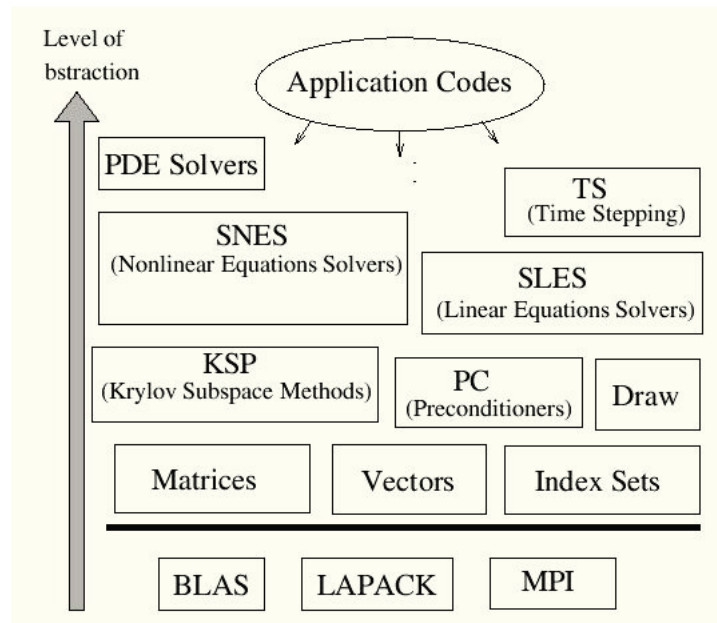 Level of
bstraction
Application Codes
PDE Solvers
TS
(Time Stepping)
SNES
(Nonlinear Equations Solvers)
SLES
(Linear Equations Solvers)
KSP
(Krylov Subspace Methods)
PC
(Preconditioners)
Draw
Matrices
Vectors
Index Sets
BLAS
LAPACK
MPI